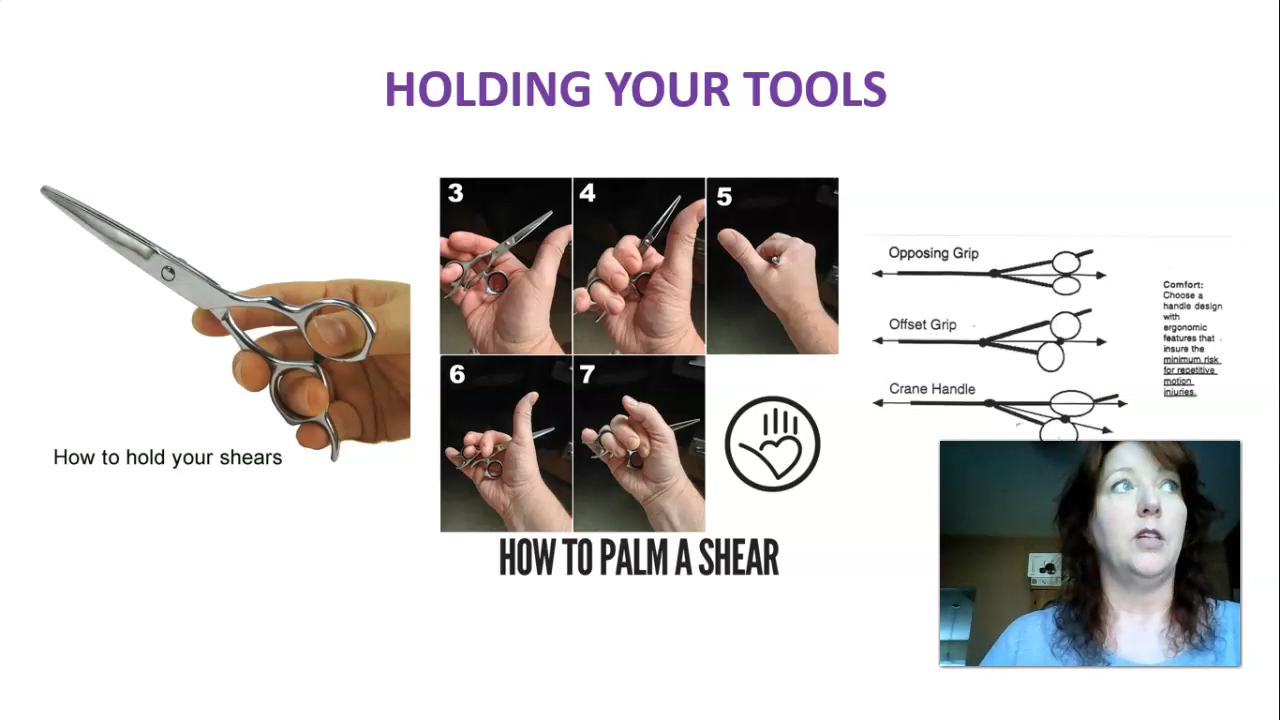 HOLDING YOUR TOOLS
How to hold your shears
3
4
5
6
7
HOW TO PALM A SHEAR
Opposing Grip
Offset Grip
Crane Handle
Comfort:
Choose a
handle design
with
ergonomic
features that
insure the
minimum risk
for repetitive
motion
injuries.